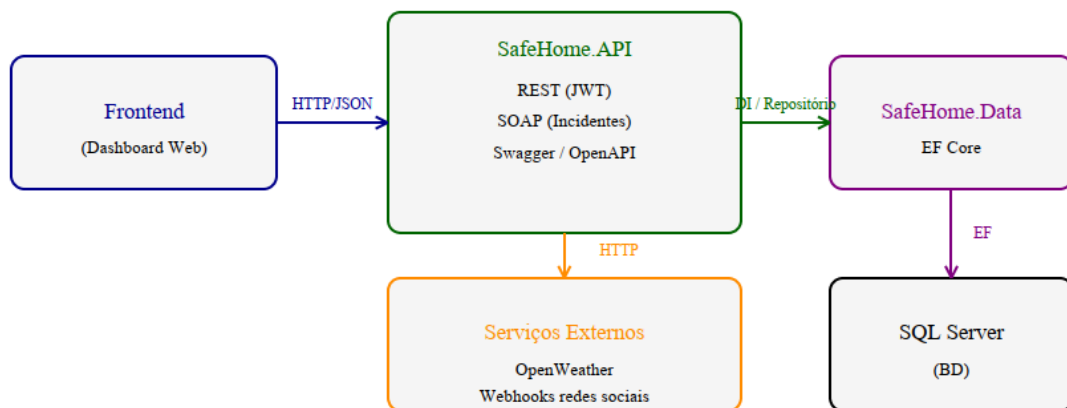 SafeHome.API
REST (JWT)
SOAP (Incidentes)
Swagger / OpenAPI
Frontend
(Dashboard Web)
HTTP/JSON
DI / Repositório
SafeHome.Data
EF Core
HTTP
EF
Serviços Externos
OpenWeather
Webhooks redes sociais
SQL Server
(BD)